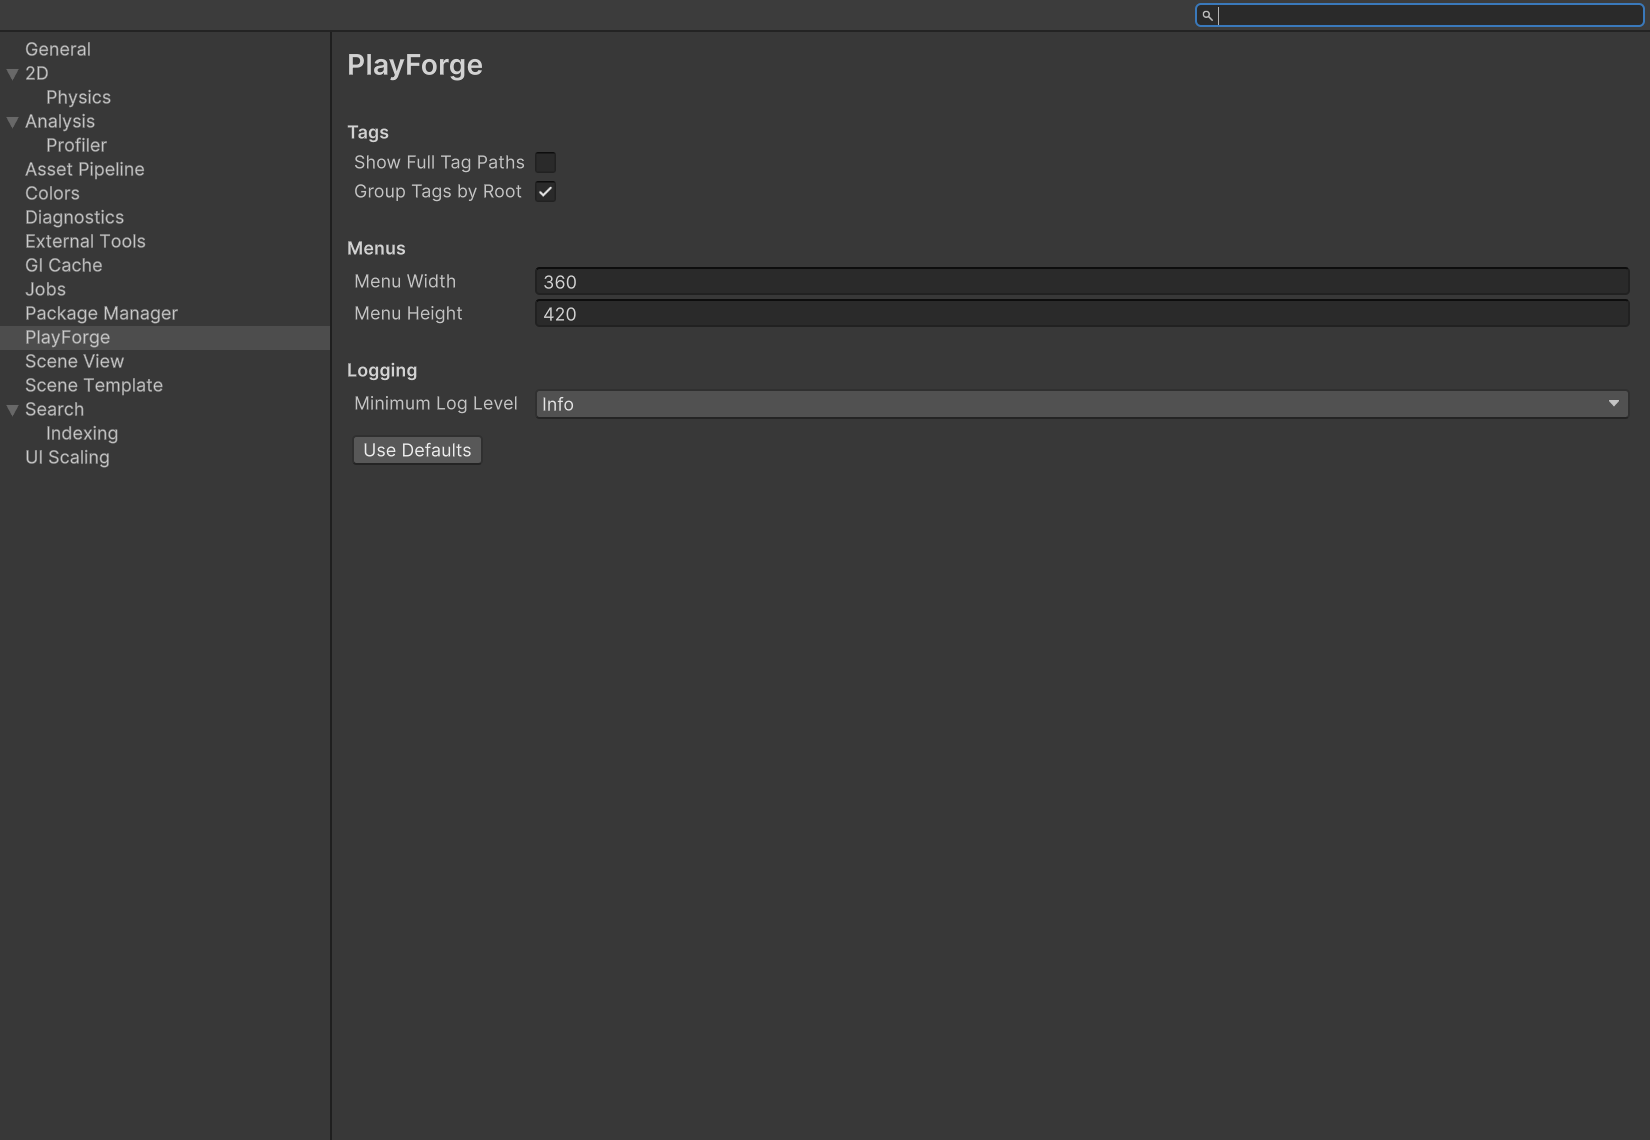 General
2D
Physics
Analysis
Profiler
Asset Pipeline
Colors
Diagnostics
External Tools
GI Cache
Jobs
Package Manager
PlayForge
Scene View
Scene Template
Search
Indexing
UI Scaling
PlayForge
Tags
Show Full Tag Paths
Group Tags by Root
Menus
Menu Width 360
Menu Height 420
Logging
Minimum Log Level Info
Use Defaults